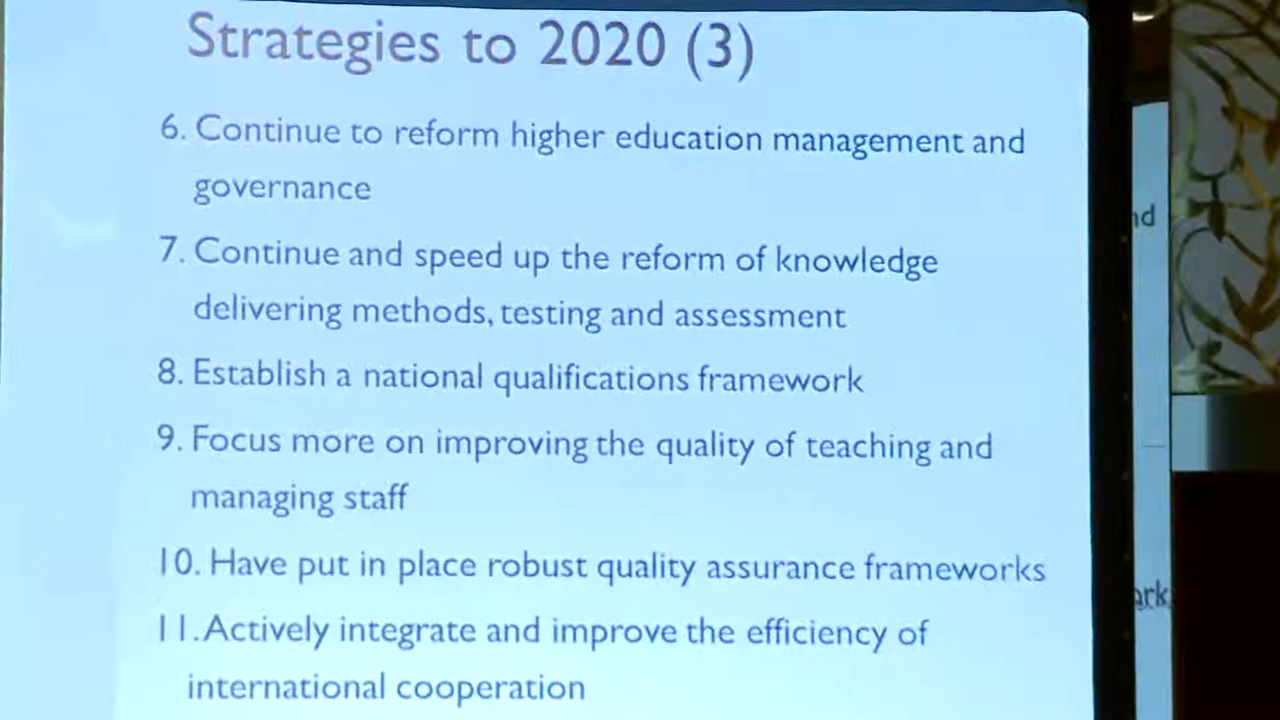 Strategies to 2020 (3)
6. Continue to reform higher education management and
governance
7. Continue and speed up the reform of knowledge
delivering methods, testing and assessment
8. Establish a national qualifications framework
9. Focus more on improving the quality of teaching and
managing staff
10. Have put in place robust quality assurance frameworks
11. Actively integrate and improve the efficiency of
international cooperation